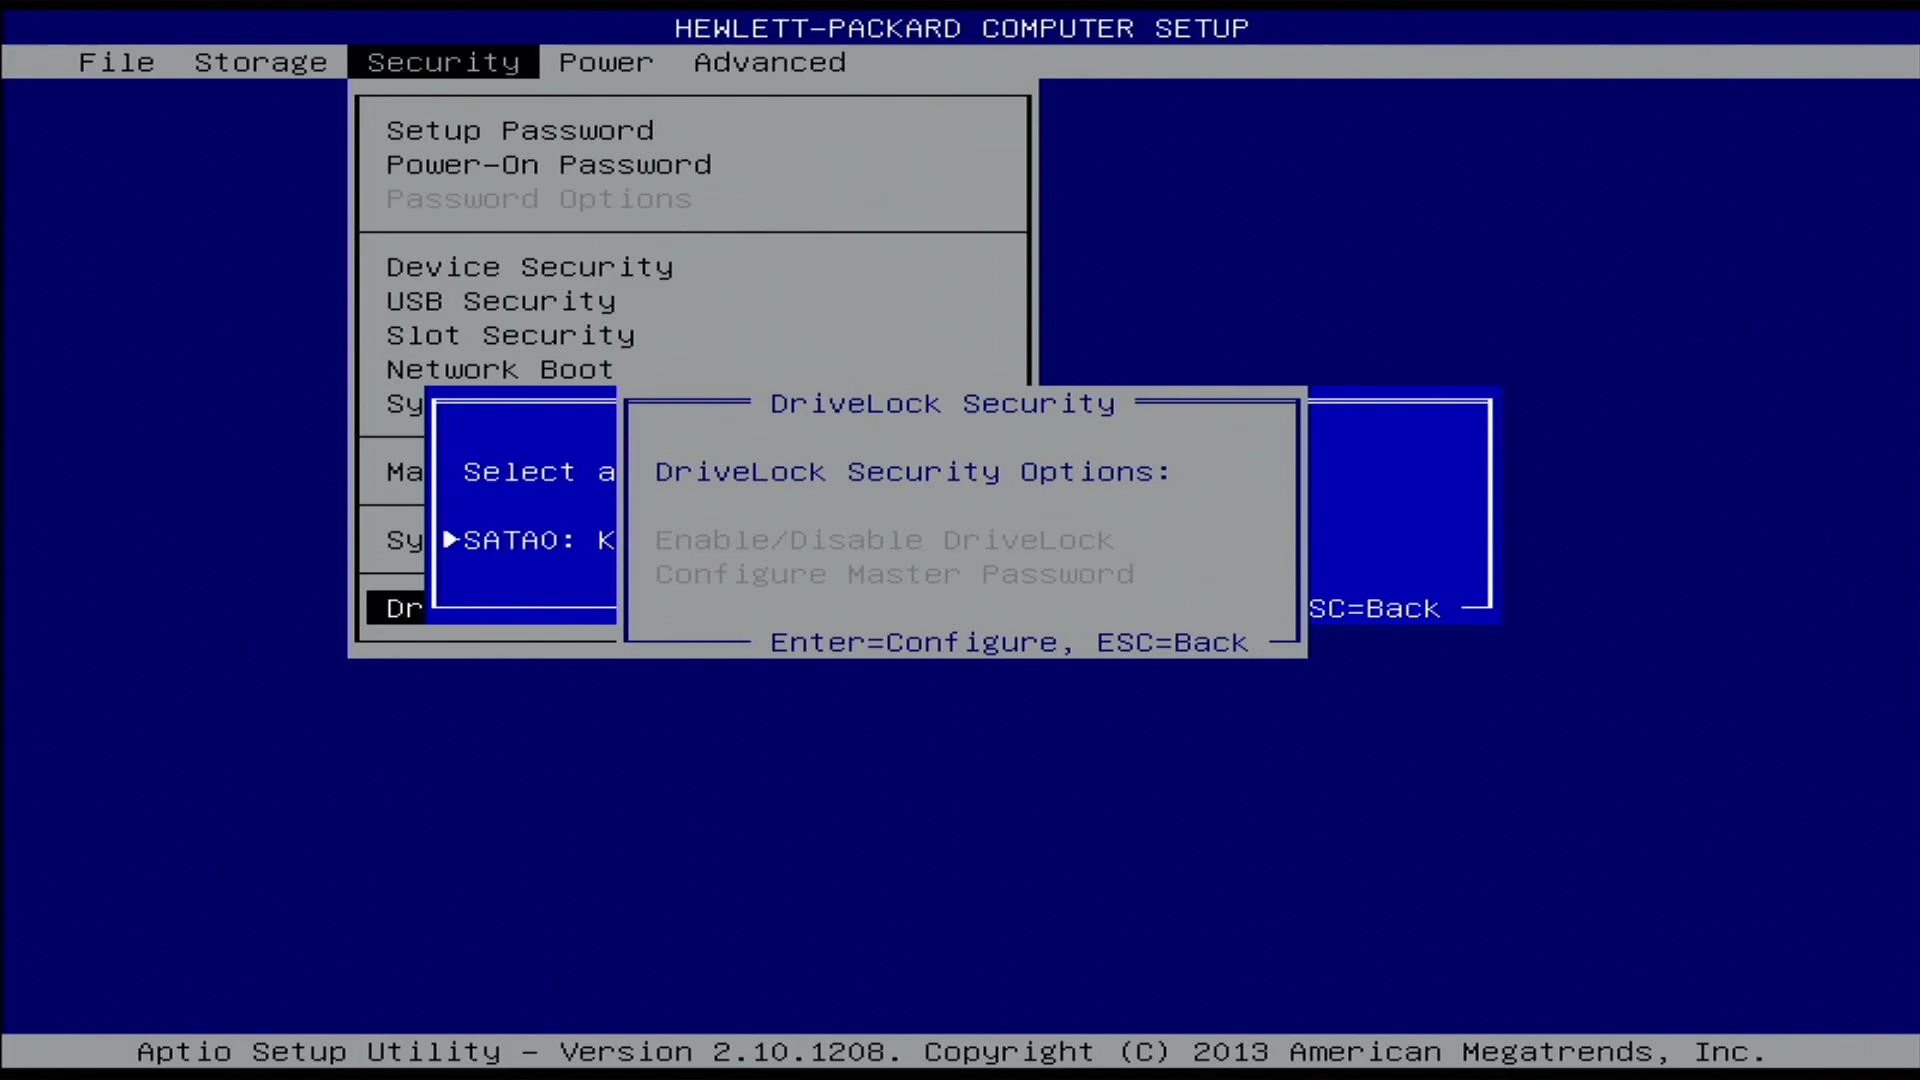 HEWLETT-PACKARD COMPUTER SETUP
File Storage Security Power Advanced
Setup Password
Power-On Password
Password Options
Device Security
USB Security
Slot Security
Network Boot
Sy
DriveLock Security
Ma
Select a
DriveLock Security Options:
Sy
SATA0: K
Enable/Disable DriveLock
Configure Master Password
Dr
SC=Back
Enter=Configure, ESC=Back
Aptio Setup Utility - Version 2.10.1208. Copyright (C) 2013 American Megatrends, Inc.